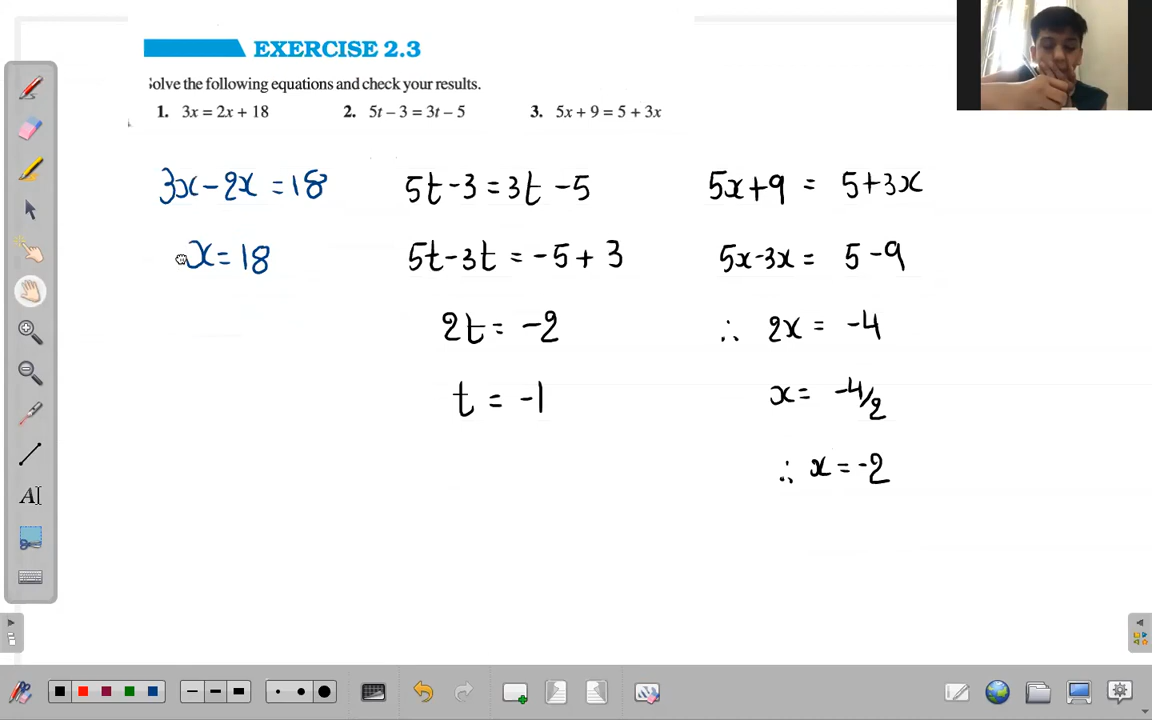 EXERCISE 2.3
Solve the following equations and check your results.
1. 3x = 2x + 18 2. 5t – 3 = 3t – 5 3. 5x + 9 = 5 + 3x
3x - 2x = 18
x = 18
5t - 3 = 3t - 5
5t - 3t = -5 + 3
2t = -2
t = -1
5x + 9 = 5 + 3x
5x - 3x = 5 - 9
∴ 2x = -4
x = -4/2
∴ x = -2